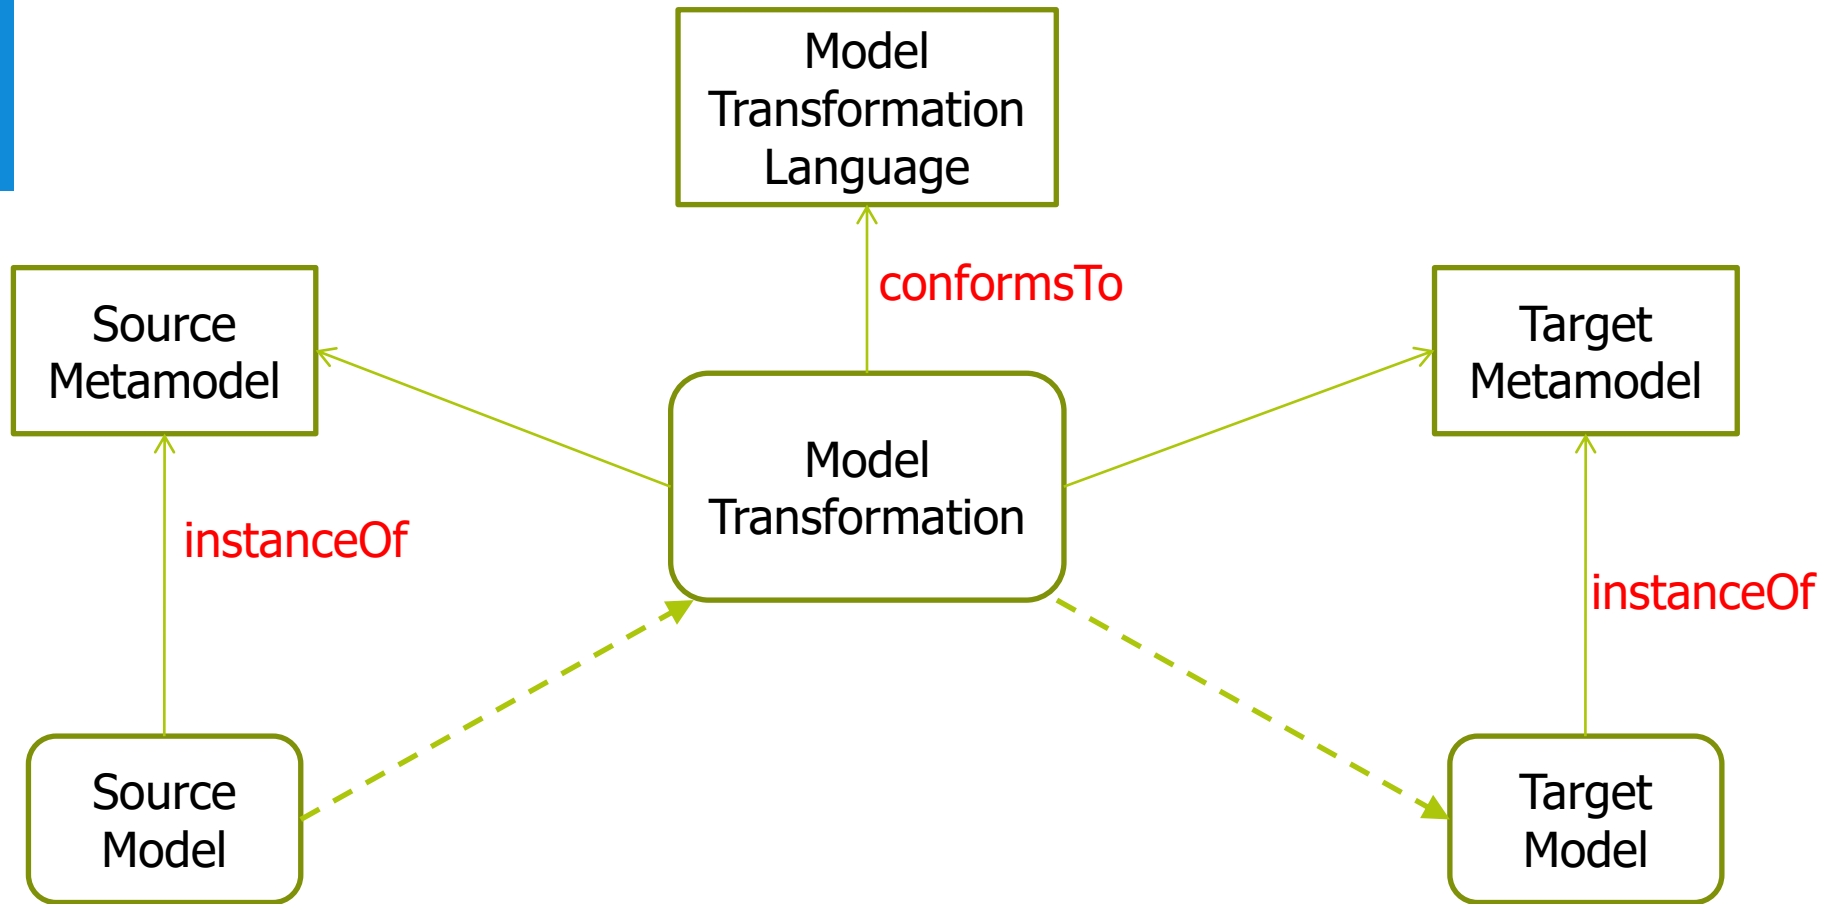 Model
Transformation
Language
conformsTo
Source
Metamodel
Target
Metamodel
Model
Transformation
instanceOf
instanceOf
Source
Model
Target
Model